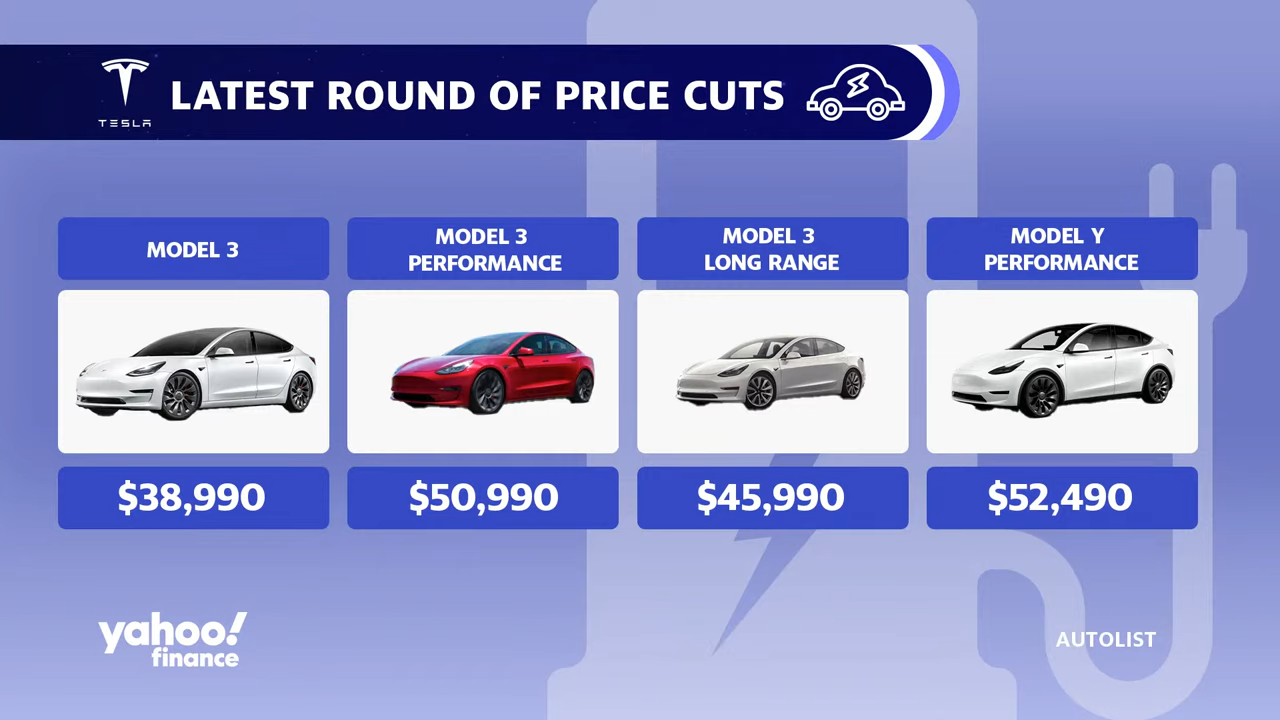 TESLA
LATEST ROUND OF PRICE CUTS
MODEL 3
MODEL 3
PERFORMANCE
MODEL 3
LONG RANGE
MODEL Y
PERFORMANCE
$38,990
$50,990
$45,990
$52,490
yahoo!
finance
AUTOLIST